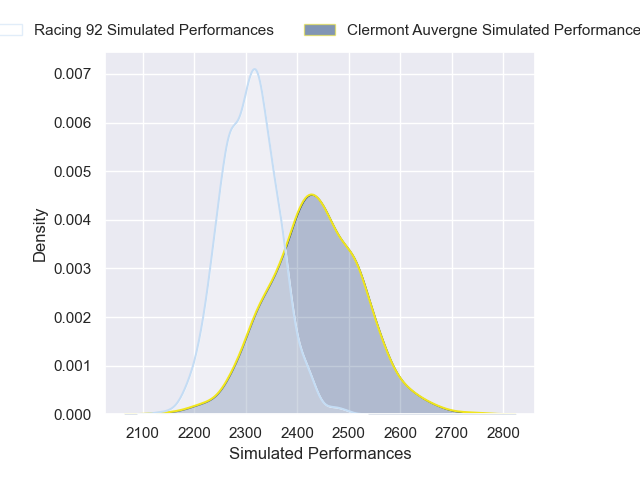 Racing 92 Simulated Performances
Clermont Auvergne Simulated Performance
0.007
0.006
0.005
0.004
0.003
0.002
0.001
0.000
Density
2100 2200 2300 2400 2500 2600 2700 2800
Simulated Performances